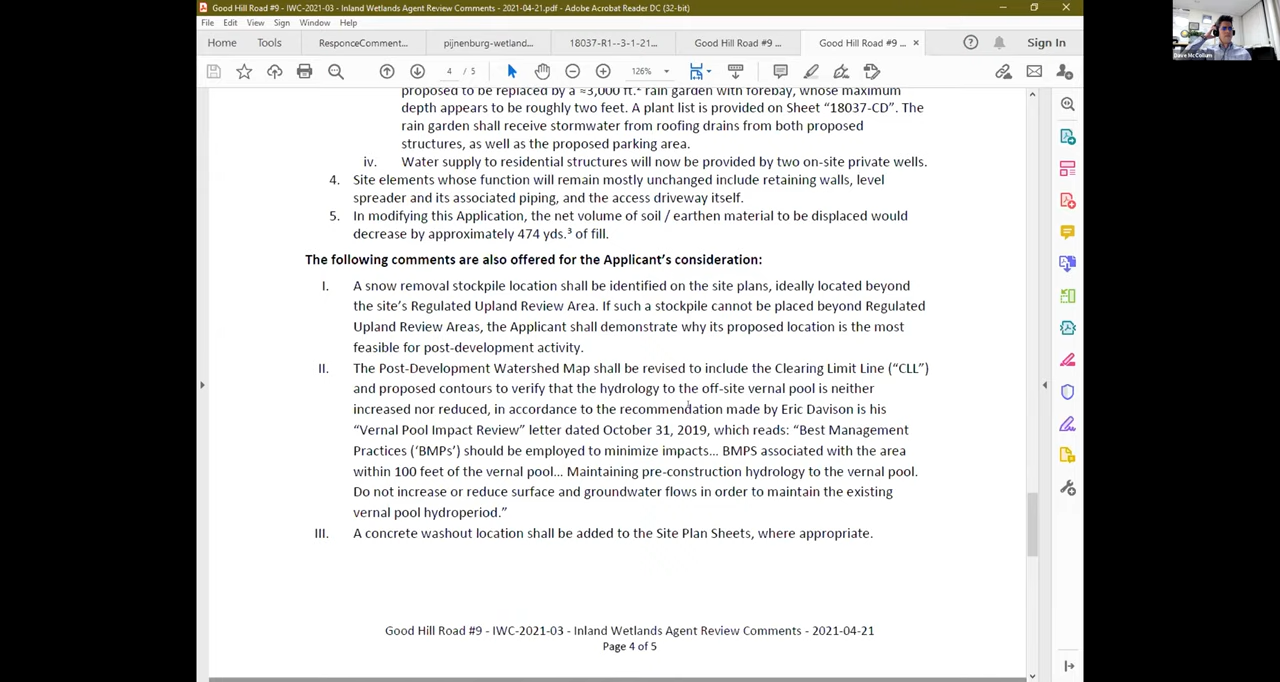 Good Hill Road #9 - IWC-2021-03 - Inland Wetlands Agent Review Comments - 2021-04-21.pdf - Adobe Acrobat Reader DC (32-bit)
File Edit View Sign Window Help
Home Tools ResponceComment... pijnenburg-wetland... 18037-R1--3-1-21... Good Hill Road #9 ... Good Hill Road #9 ... × Sign In
4 / 5 126%
Dave McCollum
proposed to be replaced by a ≈3,000 ft.² rain garden with forebay, whose maximum
depth appears to be roughly two feet. A plant list is provided on Sheet “18037-CD”. The
rain garden shall receive stormwater from roofing drains from both proposed
structures, as well as the proposed parking area.
iv. Water supply to residential structures will now be provided by two on-site private wells.
4. Site elements whose function will remain mostly unchanged include retaining walls, level
spreader and its associated piping, and the access driveway itself.
5. In modifying this Application, the net volume of soil / earthen material to be displaced would
decrease by approximately 474 yds.³ of fill.
The following comments are also offered for the Applicant’s consideration:
I. A snow removal stockpile location shall be identified on the site plans, ideally located beyond
the site’s Regulated Upland Review Area. If such a stockpile cannot be placed beyond Regulated
Upland Review Areas, the Applicant shall demonstrate why its proposed location is the most
feasible for post-development activity.
II. The Post-Development Watershed Map shall be revised to include the Clearing Limit Line (“CLL”)
and proposed contours to verify that the hydrology to the off-site vernal pool is neither
increased nor reduced, in accordance to the recommendation made by Eric Davison is his
“Vernal Pool Impact Review” letter dated October 31, 2019, which reads: “Best Management
Practices (‘BMPs’) should be employed to minimize impacts... BMPS associated with the area
within 100 feet of the vernal pool... Maintaining pre-construction hydrology to the vernal pool.
Do not increase or reduce surface and groundwater flows in order to maintain the existing
vernal pool hydroperiod.”
III. A concrete washout location shall be added to the Site Plan Sheets, where appropriate.
Good Hill Road #9 - IWC-2021-03 - Inland Wetlands Agent Review Comments - 2021-04-21
Page 4 of 5